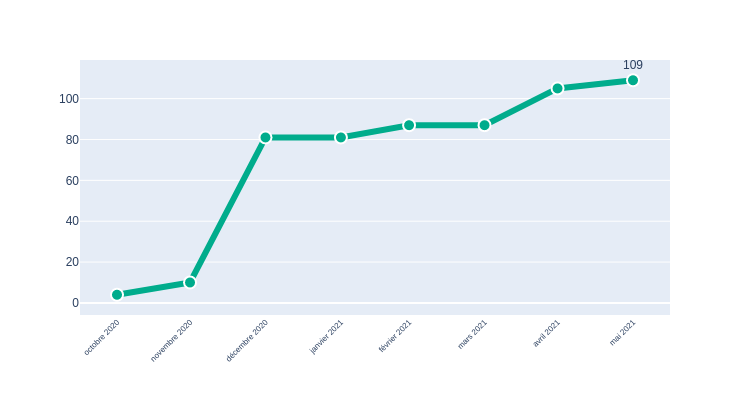 109
100
80
60
40
20
0
octobre 2020
novembre 2020
décembre 2020
janvier 2021
février 2021
mars 2021
avril 2021
mai 2021